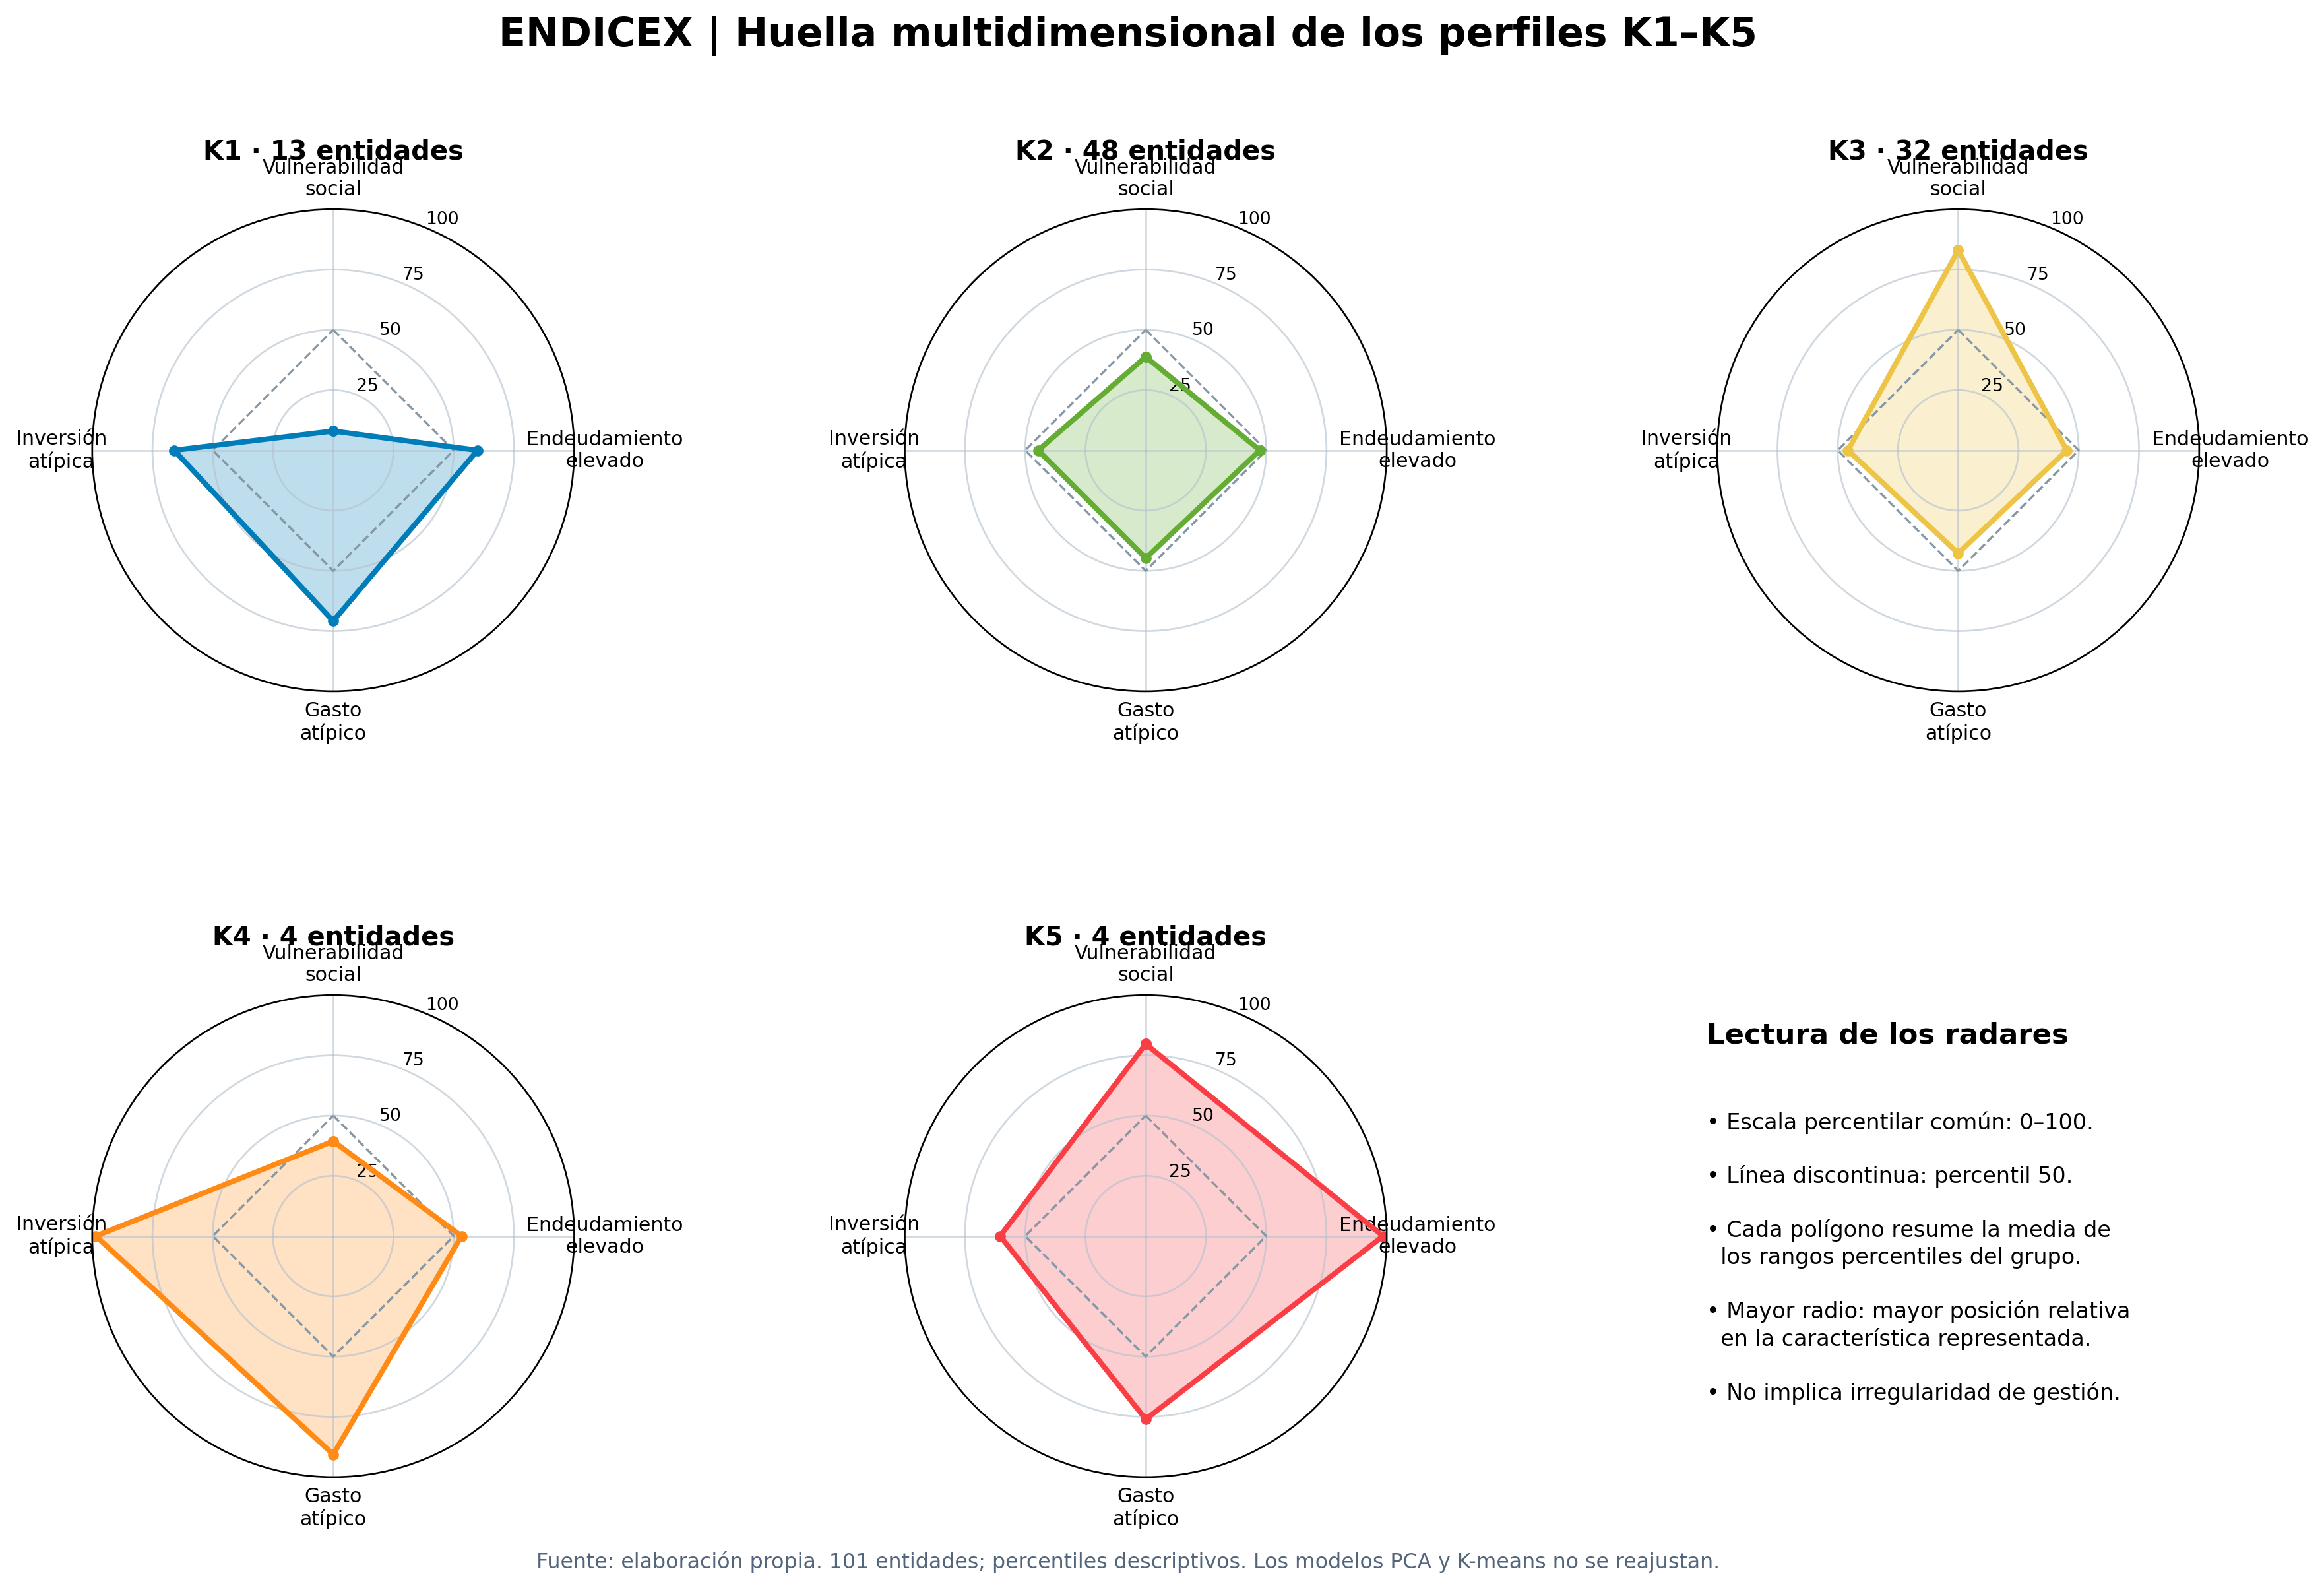 ENDICEX | Huella multidimensional de los perfiles K1–K5
K1 · 13 entidades
Vulnerabilidad
social
100
75
50
25
Inversión
atípica
Endeudamiento
elevado
Gasto
atípico
K2 · 48 entidades
Vulnerabilidad
social
100
75
50
25
Inversión
atípica
Endeudamiento
elevado
Gasto
atípico
K3 · 32 entidades
Vulnerabilidad
social
100
75
50
25
Inversión
atípica
Endeudamiento
elevado
Gasto
atípico
K4 · 4 entidades
Vulnerabilidad
social
100
75
50
25
Inversión
atípica
Endeudamiento
elevado
Gasto
atípico
K5 · 4 entidades
Vulnerabilidad
social
100
75
50
25
Inversión
atípica
Endeudamiento
elevado
Gasto
atípico
Lectura de los radares
• Escala percentilar común: 0–100.
• Línea discontinua: percentil 50.
• Cada polígono resume la media de
los rangos percentiles del grupo.
• Mayor radio: mayor posición relativa
en la característica representada.
• No implica irregularidad de gestión.
Fuente: elaboración propia. 101 entidades; percentiles descriptivos. Los modelos PCA y K-means no se reajustan.